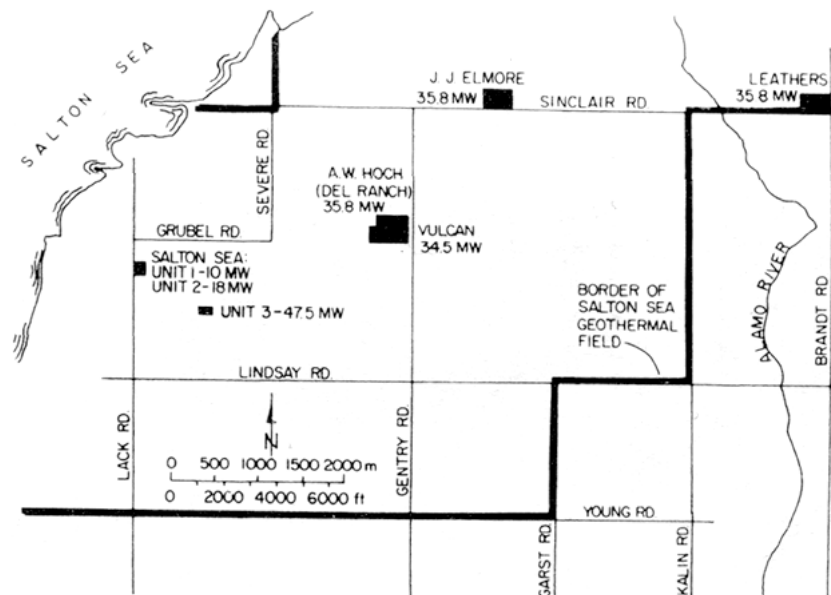 SALTON SEA
J J ELMORE
35.8 MW
SINCLAIR RD.
LEATHERS
35.8 MW
SEVERE RD.
A.W. HOCH
(DEL RANCH)
35.8 MW
VULCAN
34.5 MW
GRUBEL RD.
SALTON SEA:
UNIT 1-10 MW
UNIT 2-18 MW
UNIT 3-47.5 MW
BORDER OF
SALTON SEA
GEOTHERMAL
FIELD
ALAMO RIVER
BRANDT RD.
LINDSAY RD.
LACK RD.
N
GENTRY RD.
0 500 1000 1500 2000 m
0 2000 4000 6000 ft
YOUNG RD.
GARST RD.
KALIN RD.